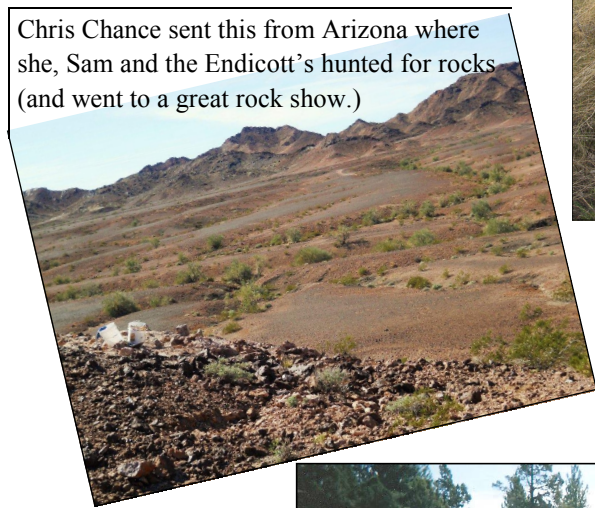 Chris Chance sent this from Arizona where
she, Sam and the Endicott’s hunted for rocks
(and went to a great rock show.)